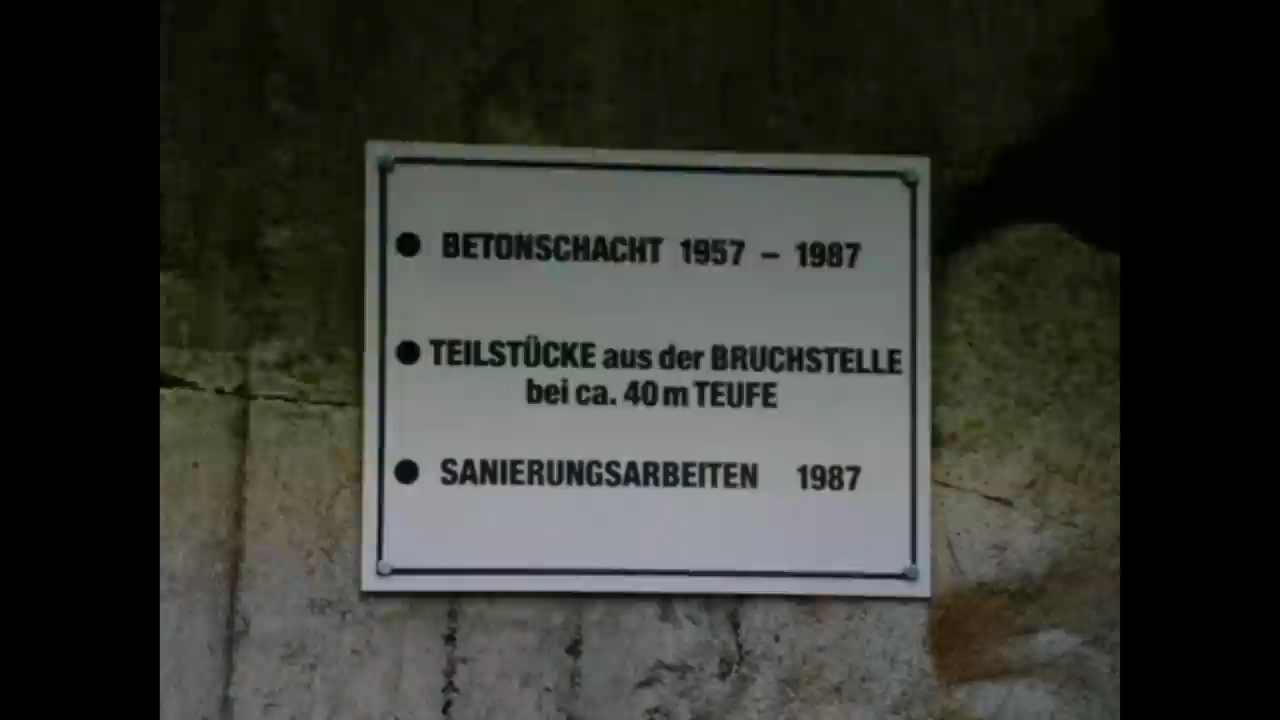 ● BETONSCHACHT 1957 – 1987
● TEILSTÜCKE aus der BRUCHSTELLE
bei ca. 40 m TEUFE
● SANIERUNGSARBEITEN 1987